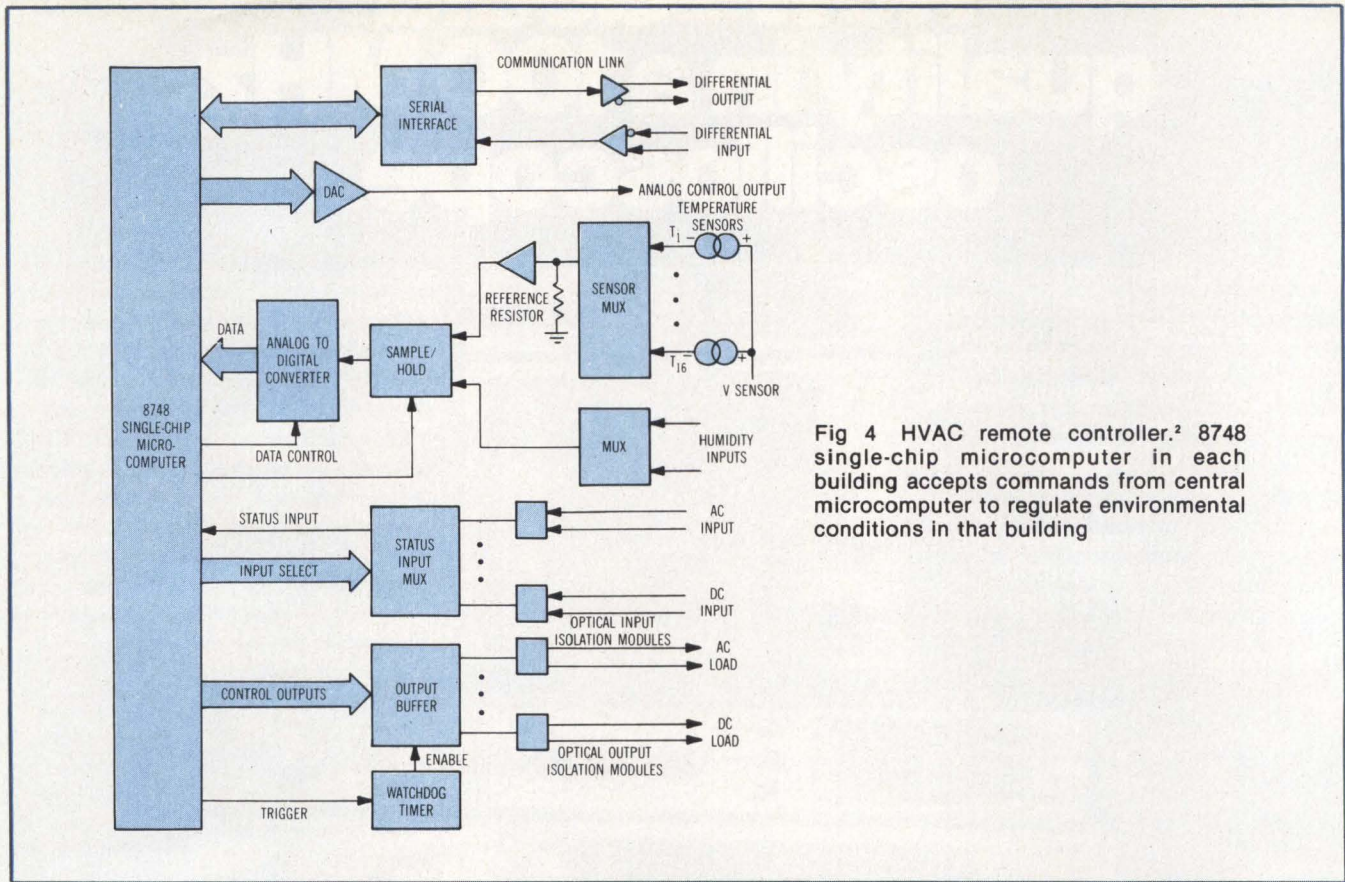 COMMUNICATION LINK
SERIAL
INTERFACE
DIFFERENTIAL
OUTPUT
DIFFERENTIAL
INPUT
DAC
ANALOG CONTROL OUTPUT
TEMPERATURE
SENSORS
T1 - +
SENSOR
MUX
REFERENCE
RESISTOR
T16 - +
V SENSOR
DATA
ANALOG TO
DIGITAL
CONVERTER
SAMPLE/
HOLD
8748
SINGLE-CHIP
MICRO-
COMPUTER
DATA CONTROL
MUX
HUMIDITY
INPUTS
STATUS INPUT
INPUT SELECT
STATUS
INPUT
MUX
AC
INPUT
DC
INPUT
OPTICAL INPUT
ISOLATION MODULES
CONTROL OUTPUTS
OUTPUT
BUFFER
AC
LOAD
DC
LOAD
OPTICAL OUTPUT
ISOLATION MODULES
ENABLE
TRIGGER
WATCHDOG
TIMER
Fig 4 HVAC remote controller.² 8748
single-chip microcomputer in each
building accepts commands from central
microcomputer to regulate environmental
conditions in that building